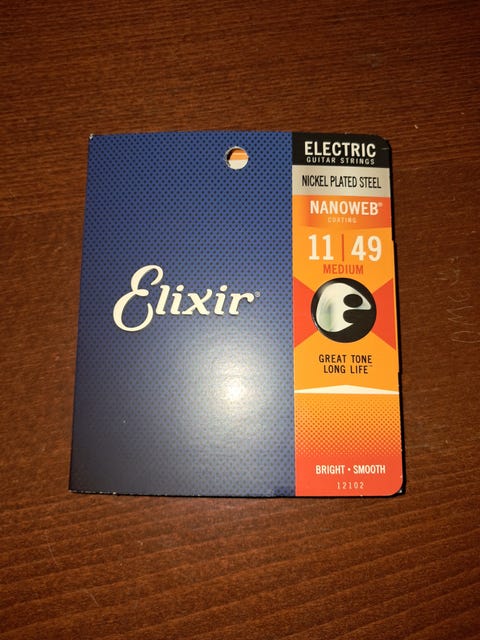 Elixir®
ELECTRIC
GUITAR STRINGS
NICKEL PLATED STEEL
NANOWEB®
COATING
11 | 49
MEDIUM
GREAT TONE
LONG LIFE™
BRIGHT • SMOOTH
12102